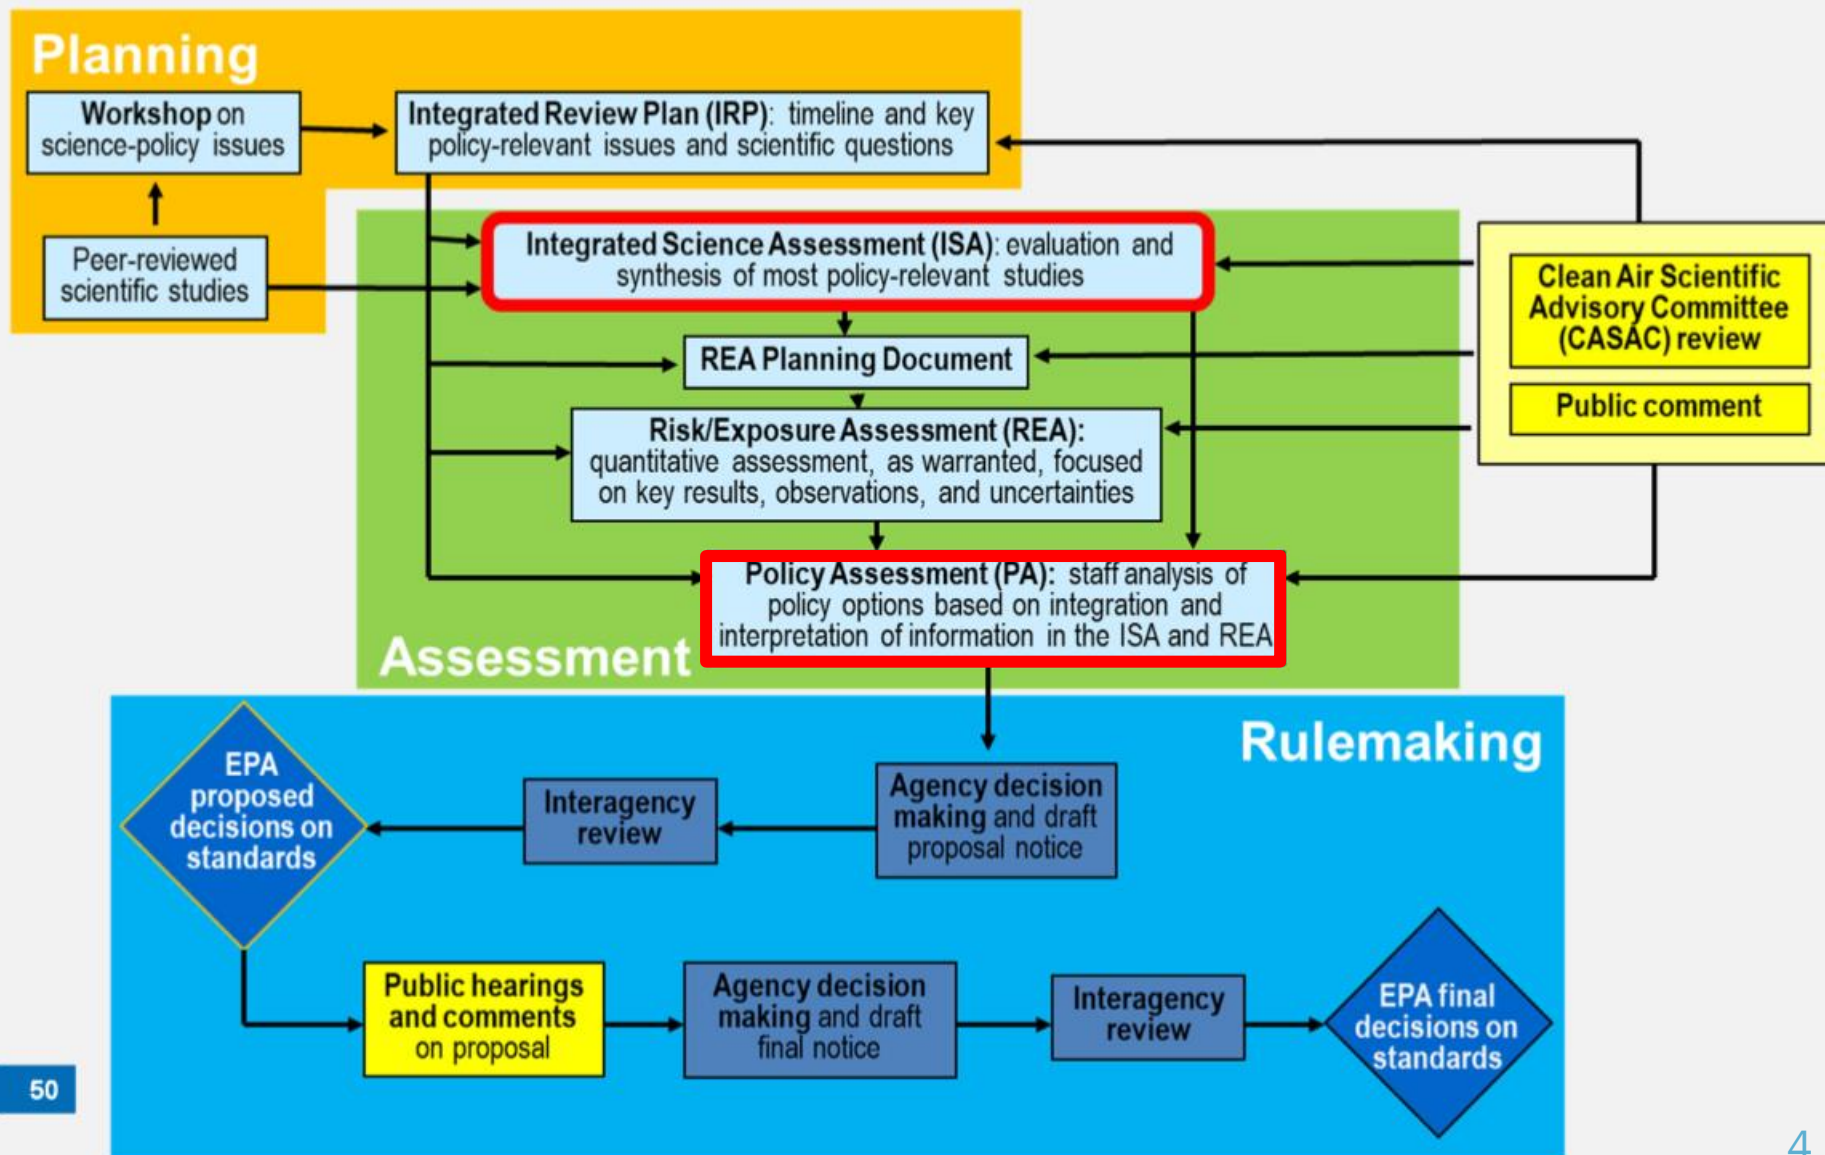 Planning
Workshop on
science-policy issues
Integrated Review Plan (IRP): timeline and key
policy-relevant issues and scientific questions
Peer-reviewed
scientific studies
Integrated Science Assessment (ISA): evaluation and
synthesis of most policy-relevant studies
Clean Air Scientific
Advisory Committee
(CASAC) review
Public comment
REA Planning Document
Risk/Exposure Assessment (REA):
quantitative assessment, as warranted, focused
on key results, observations, and uncertainties
Policy Assessment (PA): staff analysis of
policy options based on integration and
interpretation of information in the ISA and REA
Assessment
Rulemaking
EPA
proposed
decisions on
standards
Interagency
review
Agency decision
making and draft
proposal notice
Public hearings
and comments
on proposal
Agency decision
making and draft
final notice
Interagency
review
EPA final
decisions on
standards
50
4